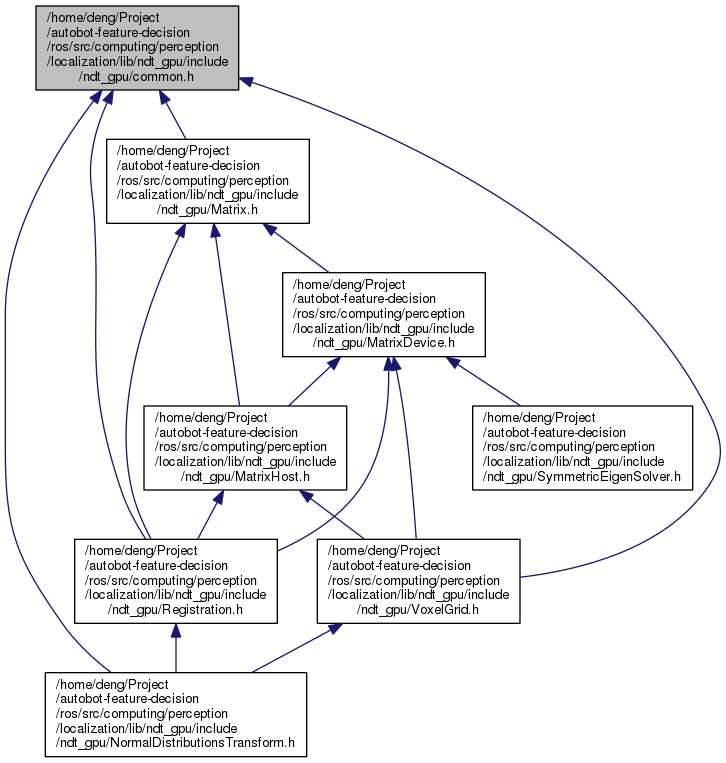 /home/deng/Project
/autobot-feature-decision
/ros/src/computing/perception
/localization/lib/ndt_gpu/include
/ndt_gpu/common.h
/home/deng/Project
/autobot-feature-decision
/ros/src/computing/perception
/localization/lib/ndt_gpu/include
/ndt_gpu/Matrix.h
/home/deng/Project
/autobot-feature-decision
/ros/src/computing/perception
/localization/lib/ndt_gpu/include
/ndt_gpu/MatrixDevice.h
/home/deng/Project
/autobot-feature-decision
/ros/src/computing/perception
/localization/lib/ndt_gpu/include
/ndt_gpu/MatrixHost.h
/home/deng/Project
/autobot-feature-decision
/ros/src/computing/perception
/localization/lib/ndt_gpu/include
/ndt_gpu/SymmetricEigenSolver.h
/home/deng/Project
/autobot-feature-decision
/ros/src/computing/perception
/localization/lib/ndt_gpu/include
/ndt_gpu/Registration.h
/home/deng/Project
/autobot-feature-decision
/ros/src/computing/perception
/localization/lib/ndt_gpu/include
/ndt_gpu/VoxelGrid.h
/home/deng/Project
/autobot-feature-decision
/ros/src/computing/perception
/localization/lib/ndt_gpu/include
/ndt_gpu/NormalDistributionsTransform.h